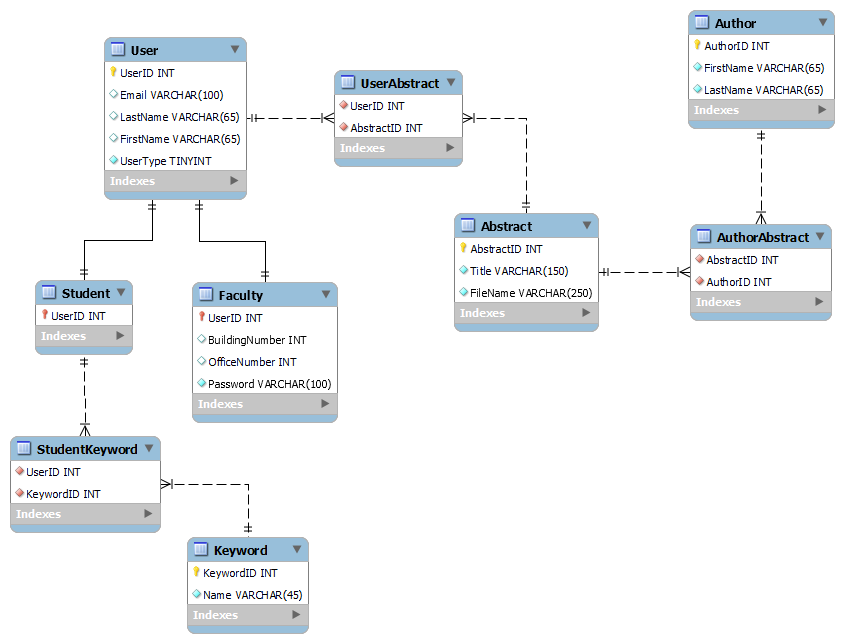 User
UserID INT
Email VARCHAR(100)
LastName VARCHAR(65)
FirstName VARCHAR(65)
UserType TINYINT
Indexes
UserAbstract
UserID INT
AbstractID INT
Indexes
Author
AuthorID INT
FirstName VARCHAR(65)
LastName VARCHAR(65)
Indexes
Abstract
AbstractID INT
Title VARCHAR(150)
FileName VARCHAR(250)
Indexes
AuthorAbstract
AbstractID INT
AuthorID INT
Indexes
Student
UserID INT
Indexes
Faculty
UserID INT
BuildingNumber INT
OfficeNumber INT
Password VARCHAR(100)
Indexes
StudentKeyword
UserID INT
KeywordID INT
Indexes
Keyword
KeywordID INT
Name VARCHAR(45)
Indexes